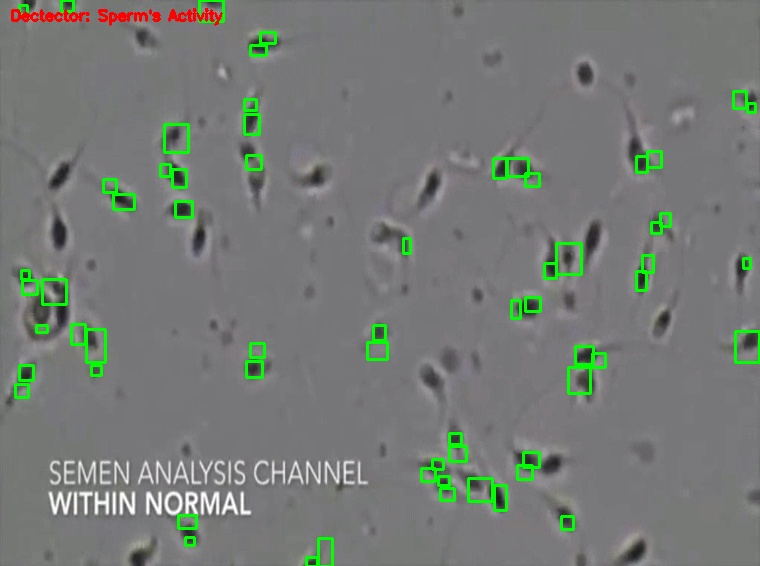 Dectector: Sperm's Activity
SEMEN ANALYSIS CHANNEL
WITHIN NORMAL